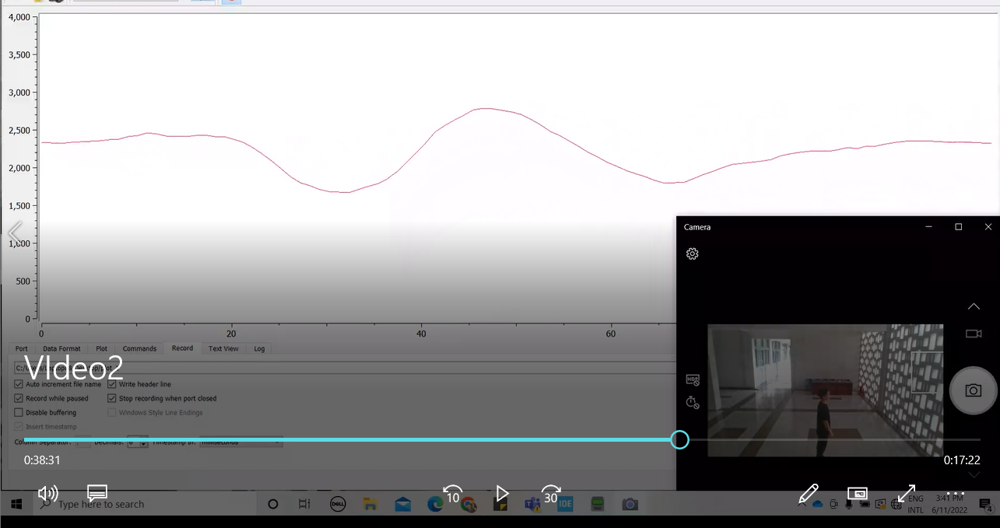 4,000
3,500
3,000
2,500
2,000
1,500
1,000
500
0
0 20 40 60
Camera
Port Data Format Plot Commands Record Text View Log
VIdeo2
Auto increment file name Write header line
Record while paused Stop recording when port closed
Disable buffering Windows Style Line Endings
Insert timestamp
Column Separator: Decimals: Timestamp in: milliseconds
0:38:31 0:17:22
10 30
Type here to search
DELL
IDE
ENG
INTL
3:41 PM
6/11/2022
4